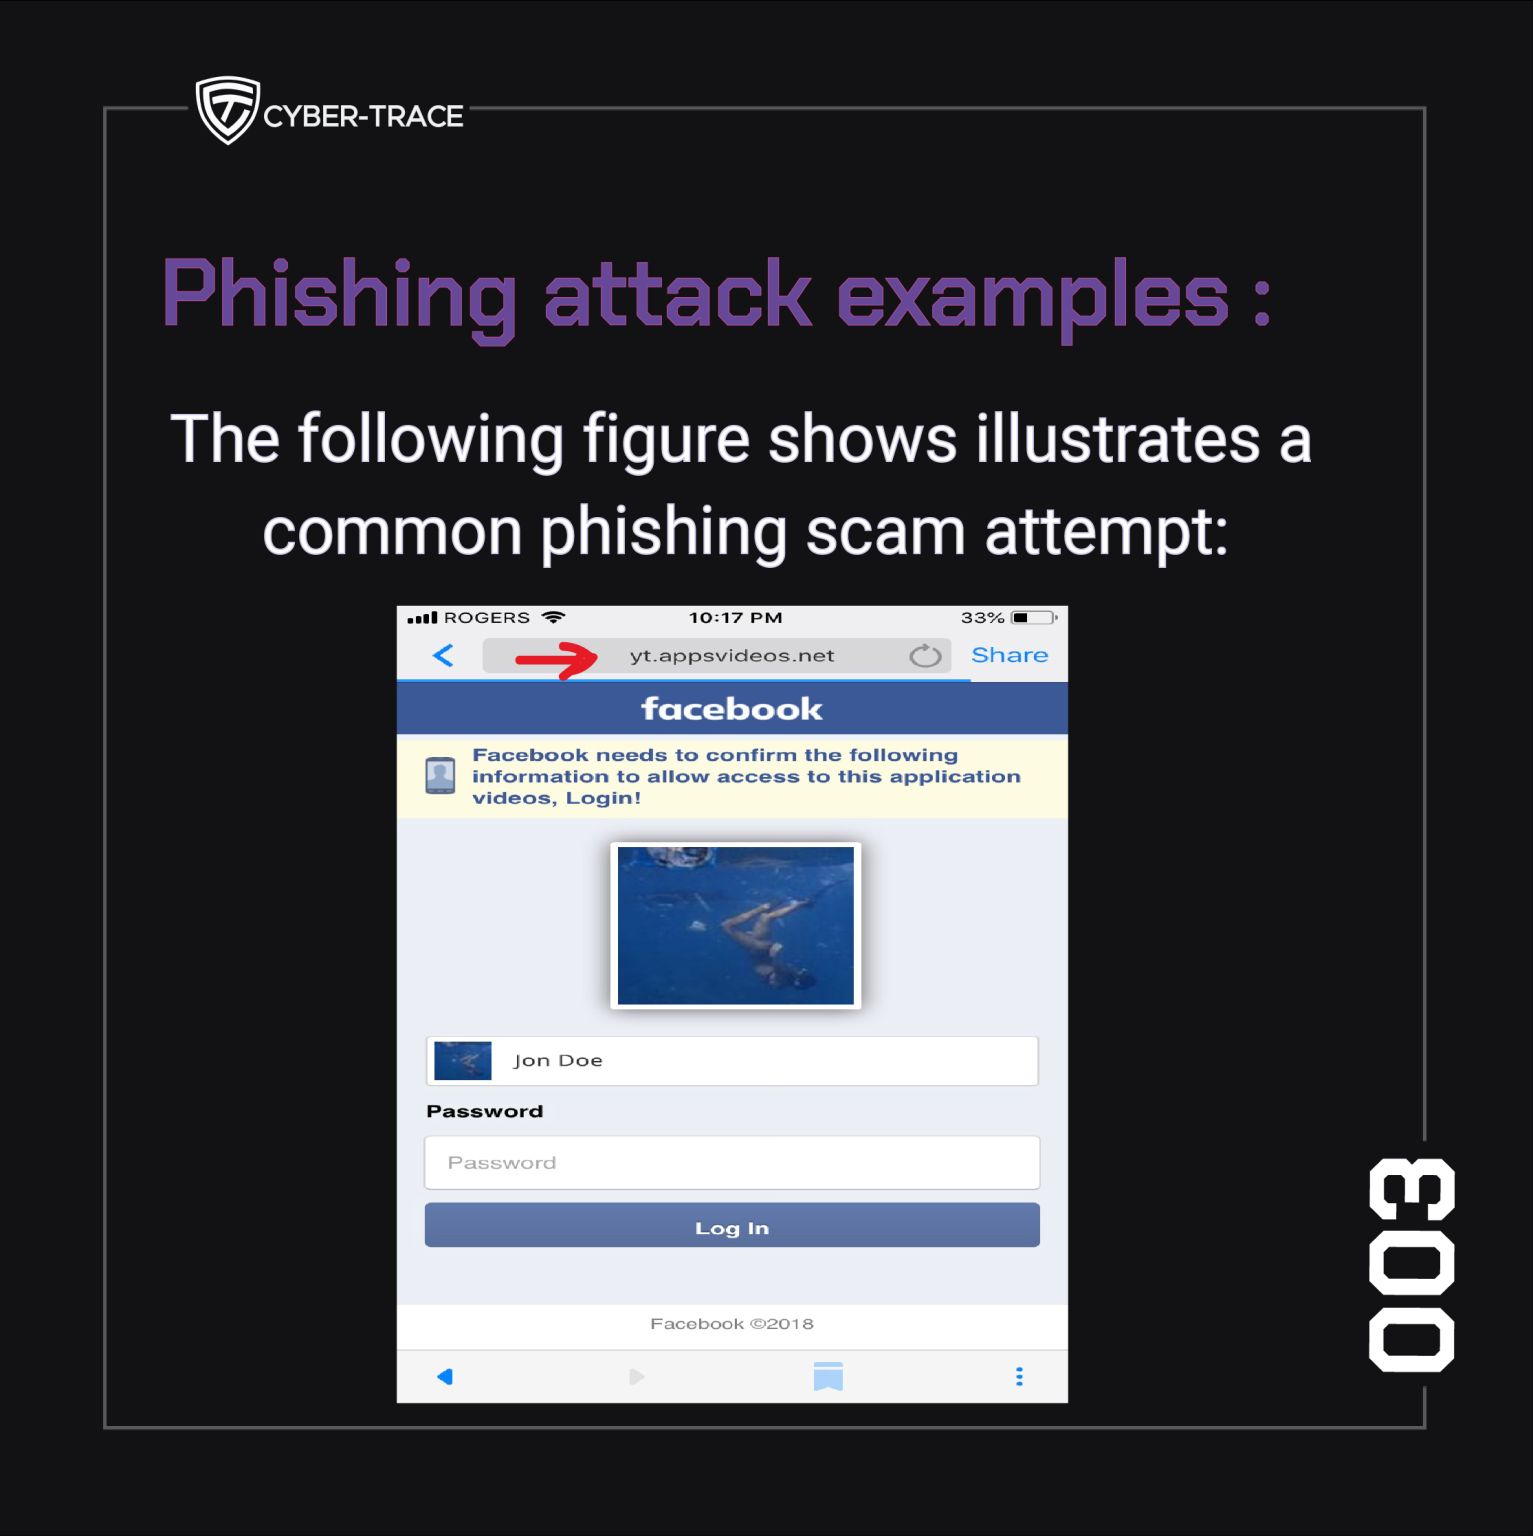 CYBER-TRACE
Phishing attack examples :
The following figure shows illustrates a
common phishing scam attempt:
ROGERS 10:17 PM 33%
yt.appsvideos.net Share
facebook
Facebook needs to confirm the following
information to allow access to this application
videos, Login!
Jon Doe
Password
Password
Log In
Facebook ©2018
003